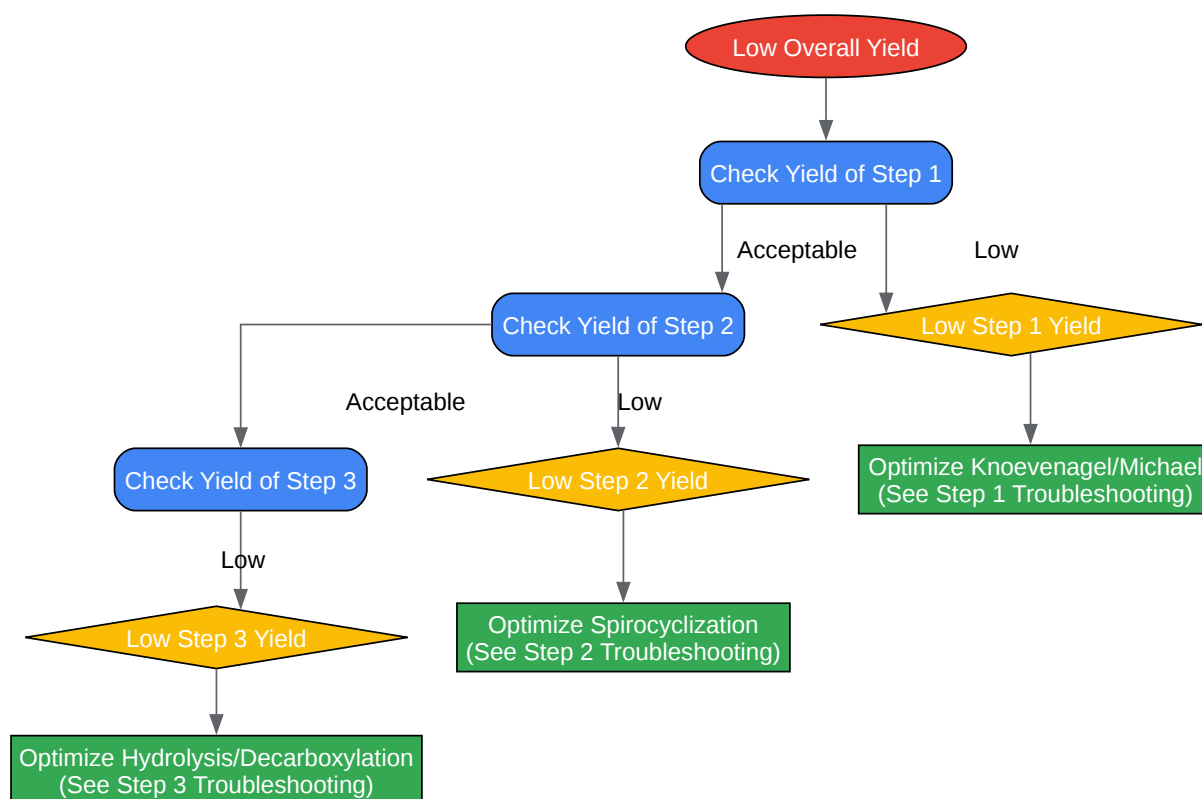 Low Overall Yield
Check Yield of Step 1
Acceptable
Low
Check Yield of Step 2
Low Step 1 Yield
Acceptable
Low
Check Yield of Step 3
Low Step 2 Yield
Optimize Knoevenagel/Michael
(See Step 1 Troubleshooting)
Low
Low Step 3 Yield
Optimize Spirocyclization
(See Step 2 Troubleshooting)
Optimize Hydrolysis/Decarboxylation
(See Step 3 Troubleshooting)